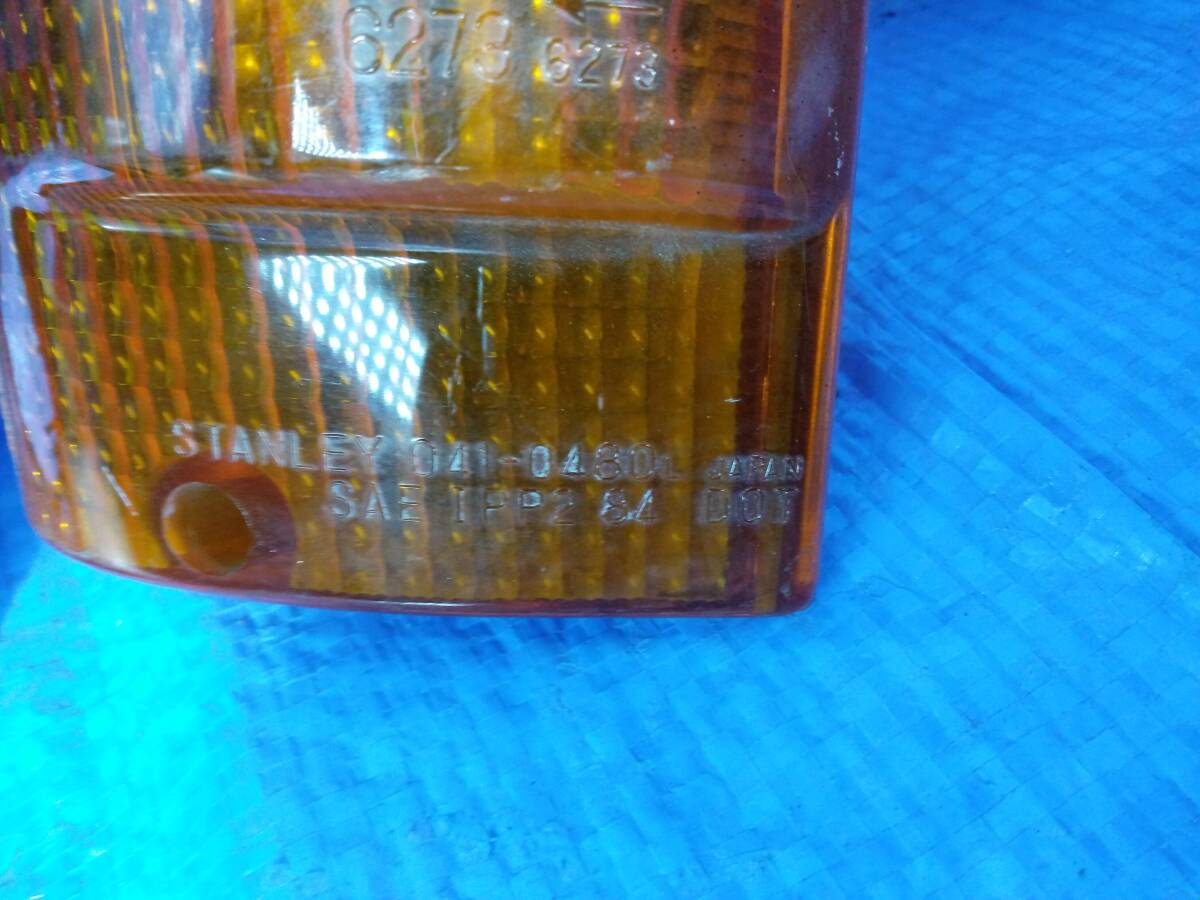 6273 6273
STANLEY 041-0480L JAPAN
SAE IPP2 84 DOT